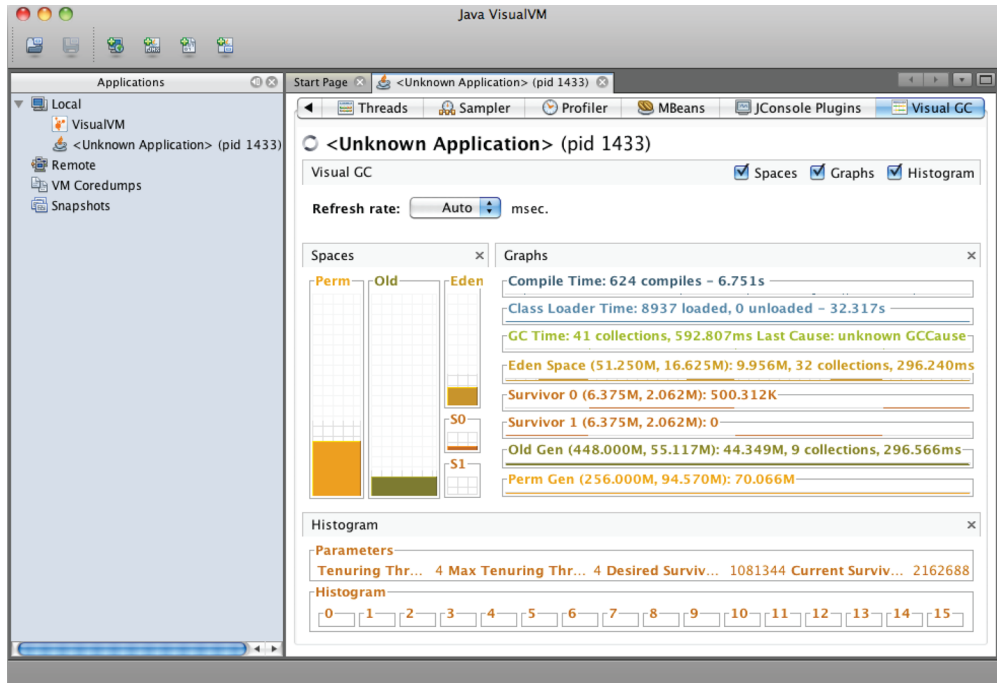 Java VisualVM
Applications
Start Page
<Unknown Application> (pid 1433)
Local
VisualVM
<Unknown Application> (pid 1433)
Remote
VM Coredumps
Snapshots
Threads
Sampler
Profiler
MBeans
JConsole Plugins
Visual GC
<Unknown Application> (pid 1433)
Visual GC
Spaces
Graphs
Histogram
Refresh rate: Auto msec.
Spaces
Perm
Old
Eden
S0
S1
Graphs
Compile Time: 624 compiles - 6.751s
Class Loader Time: 8937 loaded, 0 unloaded - 32.317s
GC Time: 41 collections, 592.807ms Last Cause: unknown GCCause
Eden Space (51.250M, 16.625M): 9.956M, 32 collections, 296.240ms
Survivor 0 (6.375M, 2.062M): 500.312K
Survivor 1 (6.375M, 2.062M): 0
Old Gen (448.000M, 55.117M): 44.349M, 9 collections, 296.566ms
Perm Gen (256.000M, 94.570M): 70.066M
Histogram
Parameters
Tenuring Thr... 4 Max Tenuring Thr... 4 Desired Surviv... 1081344 Current Surviv... 2162688
Histogram
0 1 2 3 4 5 6 7 8 9 10 11 12 13 14 15